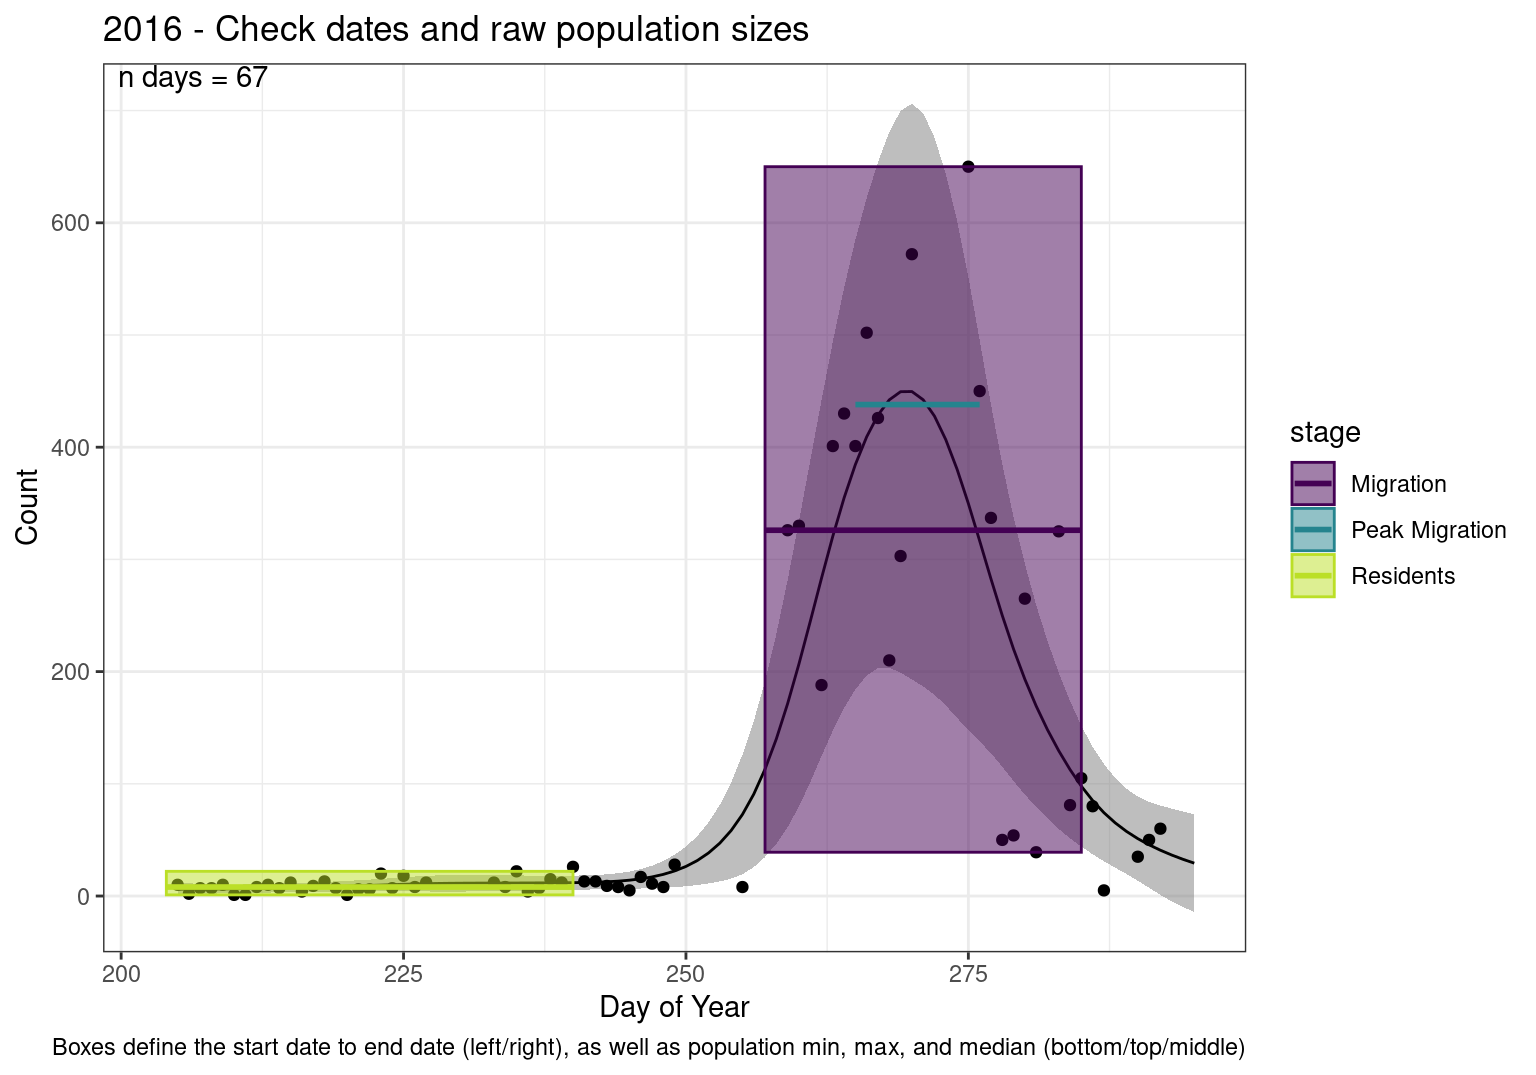 2016 - Check dates and raw population sizes
n days = 67
600
400
200
0
Count
200 225 250 275
Day of Year
stage
Migration
Peak Migration
Residents
Boxes define the start date to end date (left/right), as well as population min, max, and median (bottom/top/middle)